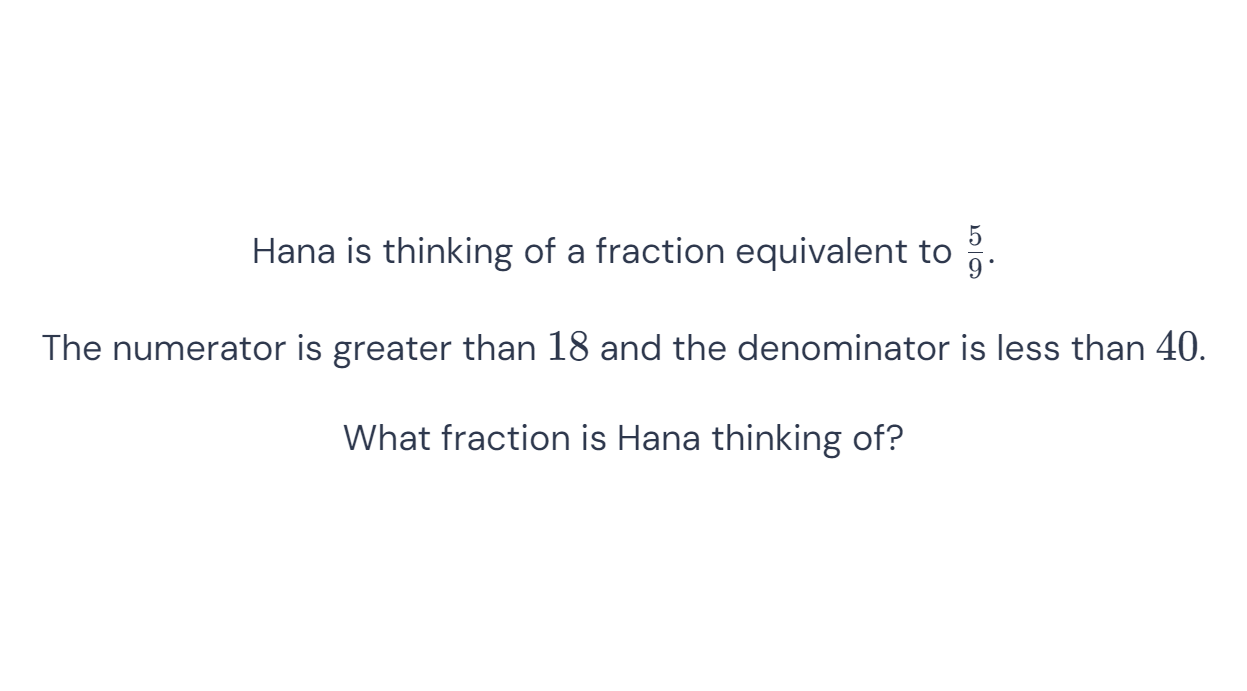 Hana is thinking of a fraction equivalent to \frac{5}{9}.
The numerator is greater than 18 and the denominator is less than 40.
What fraction is Hana thinking of?